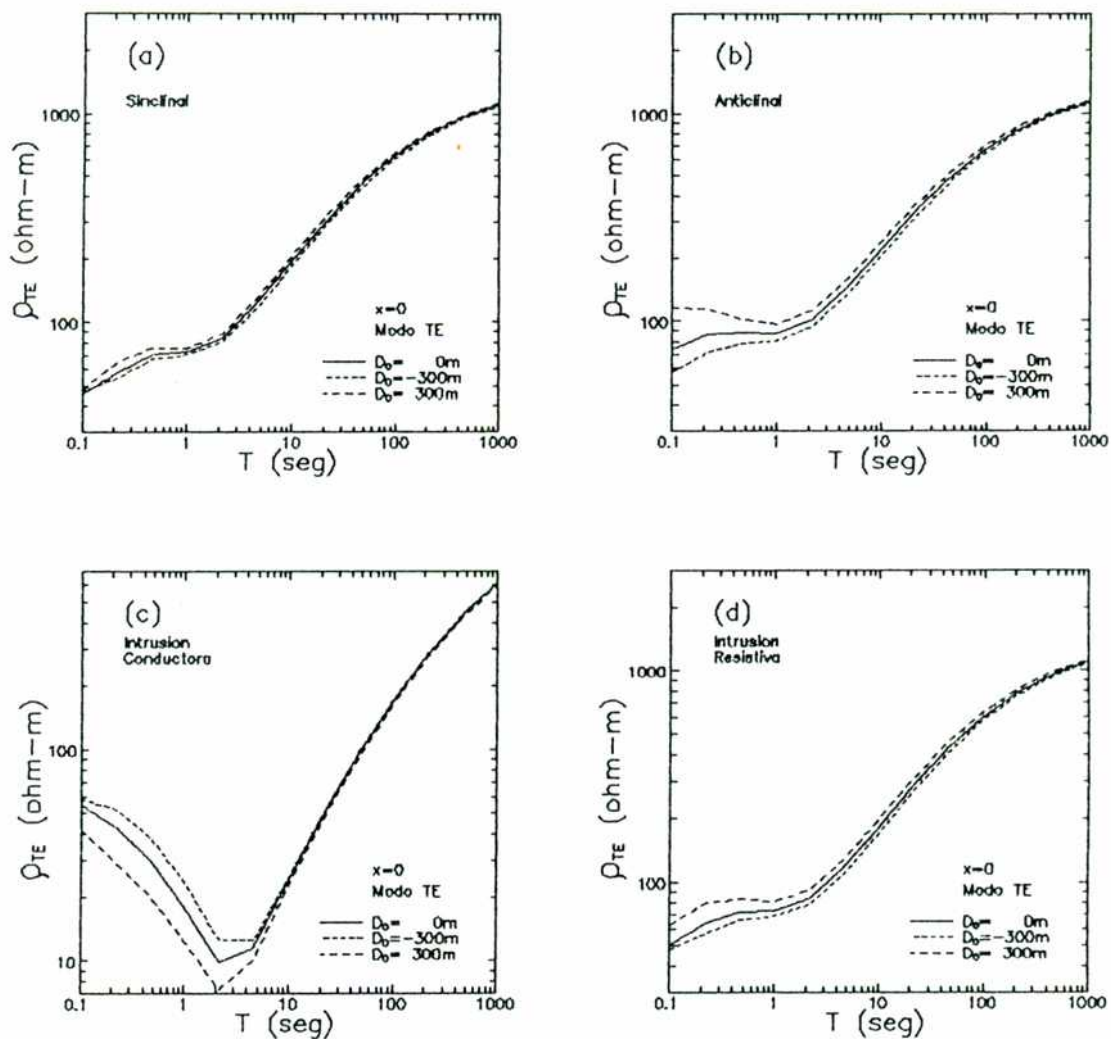 (a)
Sinclinal
1000
100
ρTE (ohm-m)
x=0
Modo TE
D₀= 0m
D₀=-300m
D₀= 300m
0.1 1 10 100 1000
T (seg)
(b)
Anticlinal
1000
100
ρTE (ohm-m)
x=0
Modo TE
D₀= 0m
D₀=-300m
D₀= 300m
0.1 1 10 100 1000
T (seg)
(c)
Intrusion
Conductora
100
10
ρTE (ohm-m)
x=0
Modo TE
D₀= 0m
D₀=-300m
D₀= 300m
0.1 1 10 100 1000
T (seg)
(d)
Intrusion
Resistiva
1000
100
ρTE (ohm-m)
x=0
Modo TE
D₀= 0m
D₀=-300m
D₀= 300m
0.1 1 10 100 1000
T (seg)